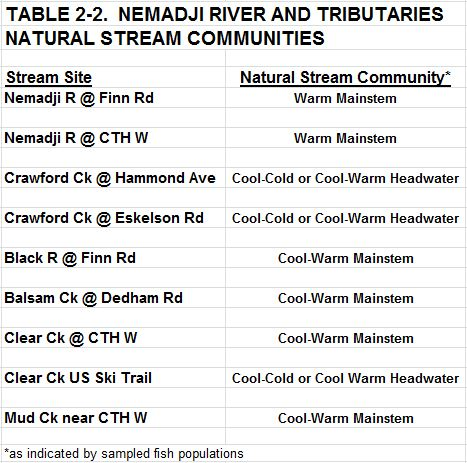 TABLE 2-2.  NEMADJI RIVER AND TRIBUTARIES
NATURAL STREAM COMMUNITIES
Stream Site Natural Stream Community*
Nemadji R @ Finn Rd Warm Mainstem
Nemadji R @ CTH W Warm Mainstem
Crawford Ck @ Hammond Ave Cool-Cold or Cool-Warm Headwater
Crawford Ck @ Eskelson Rd Cool-Cold or Cool-Warm Headwater
Black R @ Finn Rd Cool-Warm Mainstem
Balsam Ck @ Dedham Rd Cool-Warm Mainstem
Clear Ck @ CTH W Cool-Warm Mainstem
Clear Ck US Ski Trail Cool-Cold or Cool Warm Headwater
Mud Ck near CTH W Cool-Warm Mainstem
*as indicated by sampled fish populations